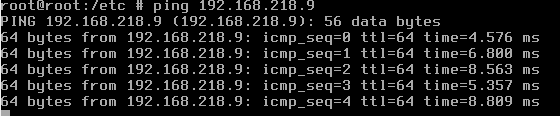 root@root:/etc # ping 192.168.218.9
PING 192.168.218.9 (192.168.218.9): 56 data bytes
64 bytes from 192.168.218.9: icmp_seq=0 ttl=64 time=4.576 ms
64 bytes from 192.168.218.9: icmp_seq=1 ttl=64 time=6.800 ms
64 bytes from 192.168.218.9: icmp_seq=2 ttl=64 time=8.563 ms
64 bytes from 192.168.218.9: icmp_seq=3 ttl=64 time=5.357 ms
64 bytes from 192.168.218.9: icmp_seq=4 ttl=64 time=8.809 ms